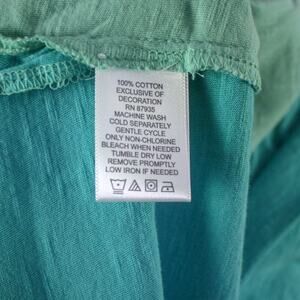 100% COTTON
EXCLUSIVE OF
DECORATION
RN 87935
MACHINE WASH
COLD SEPARATELY
GENTLE CYCLE
ONLY NON-CHLORINE
BLEACH WHEN NEEDED
TUMBLE DRY LOW
REMOVE PROMPTLY
LOW IRON IF NEEDED